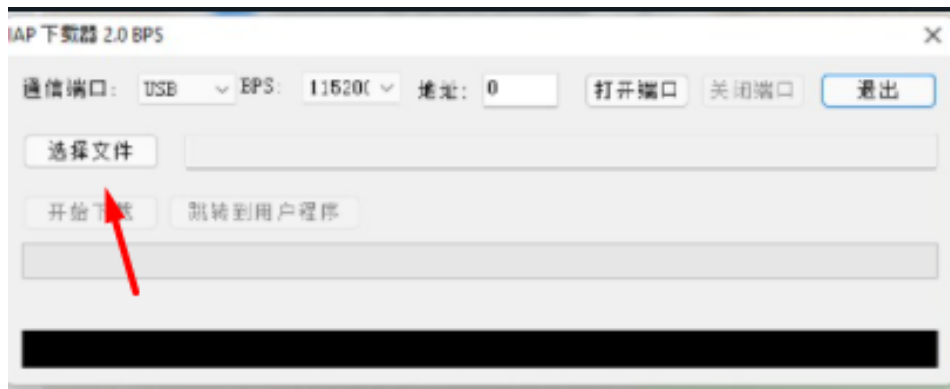 IAP 下载器 2.0 BPS
通信端口: USB BPS: 11520( 地址: 0 打开端口 关闭端口 退出
选择文件
开始下载 跳转到用户程序